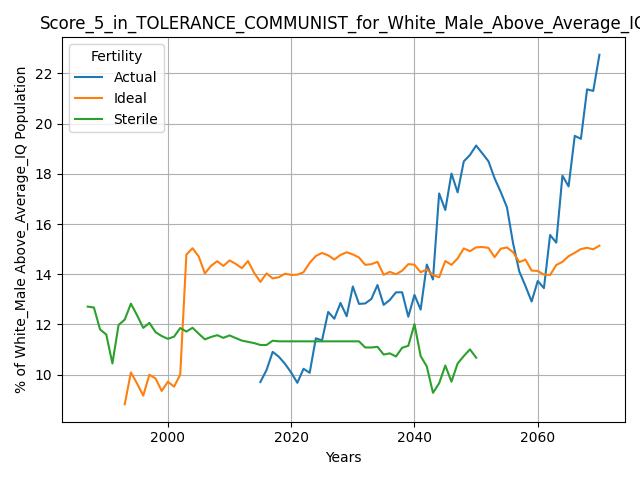 Score_5_in_TOLERANCE_COMMUNIST_for_White_Male_Above_Average_IQ
Fertility
Actual
Ideal
Sterile
% of White_Male Above_Average_IQ Population
22
20
18
16
14
12
10
2000
2020
2040
2060
Years